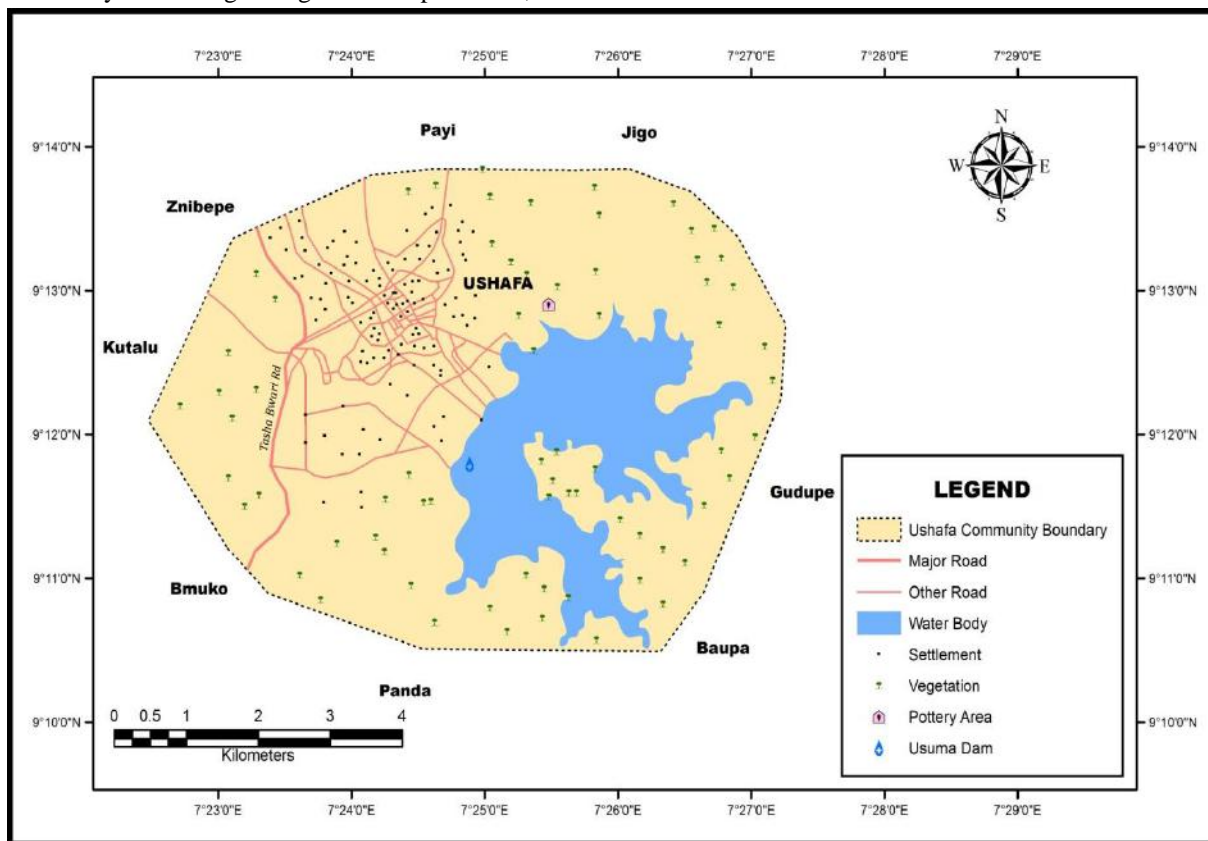 7°23'0"E 7°24'0"E 7°25'0"E 7°26'0"E 7°27'0"E 7°28'0"E 7°29'0"E
Payi Jigo
9°14'0"N 9°14'0"N
N
W E
S
Znibepe
USHAFA
9°13'0"N 9°13'0"N
Kutalu
Tasha Bwari Rd
9°12'0"N 9°12'0"N
Gudupe
LEGEND
Ushafa Community Boundary
Major Road
Other Road
Water Body
Settlement
Vegetation
Pottery Area
Usuma Dam
9°11'0"N 9°11'0"N
Bmuko
Baupa
Panda
9°10'0"N 9°10'0"N
0 0.5 1 2 3 4
Kilometers
7°23'0"E 7°24'0"E 7°25'0"E 7°26'0"E 7°27'0"E 7°28'0"E 7°29'0"E